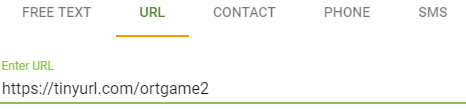 FREE TEXT URL CONTACT PHONE SMS
Enter URL
https://tinyurl.com/ortgame2